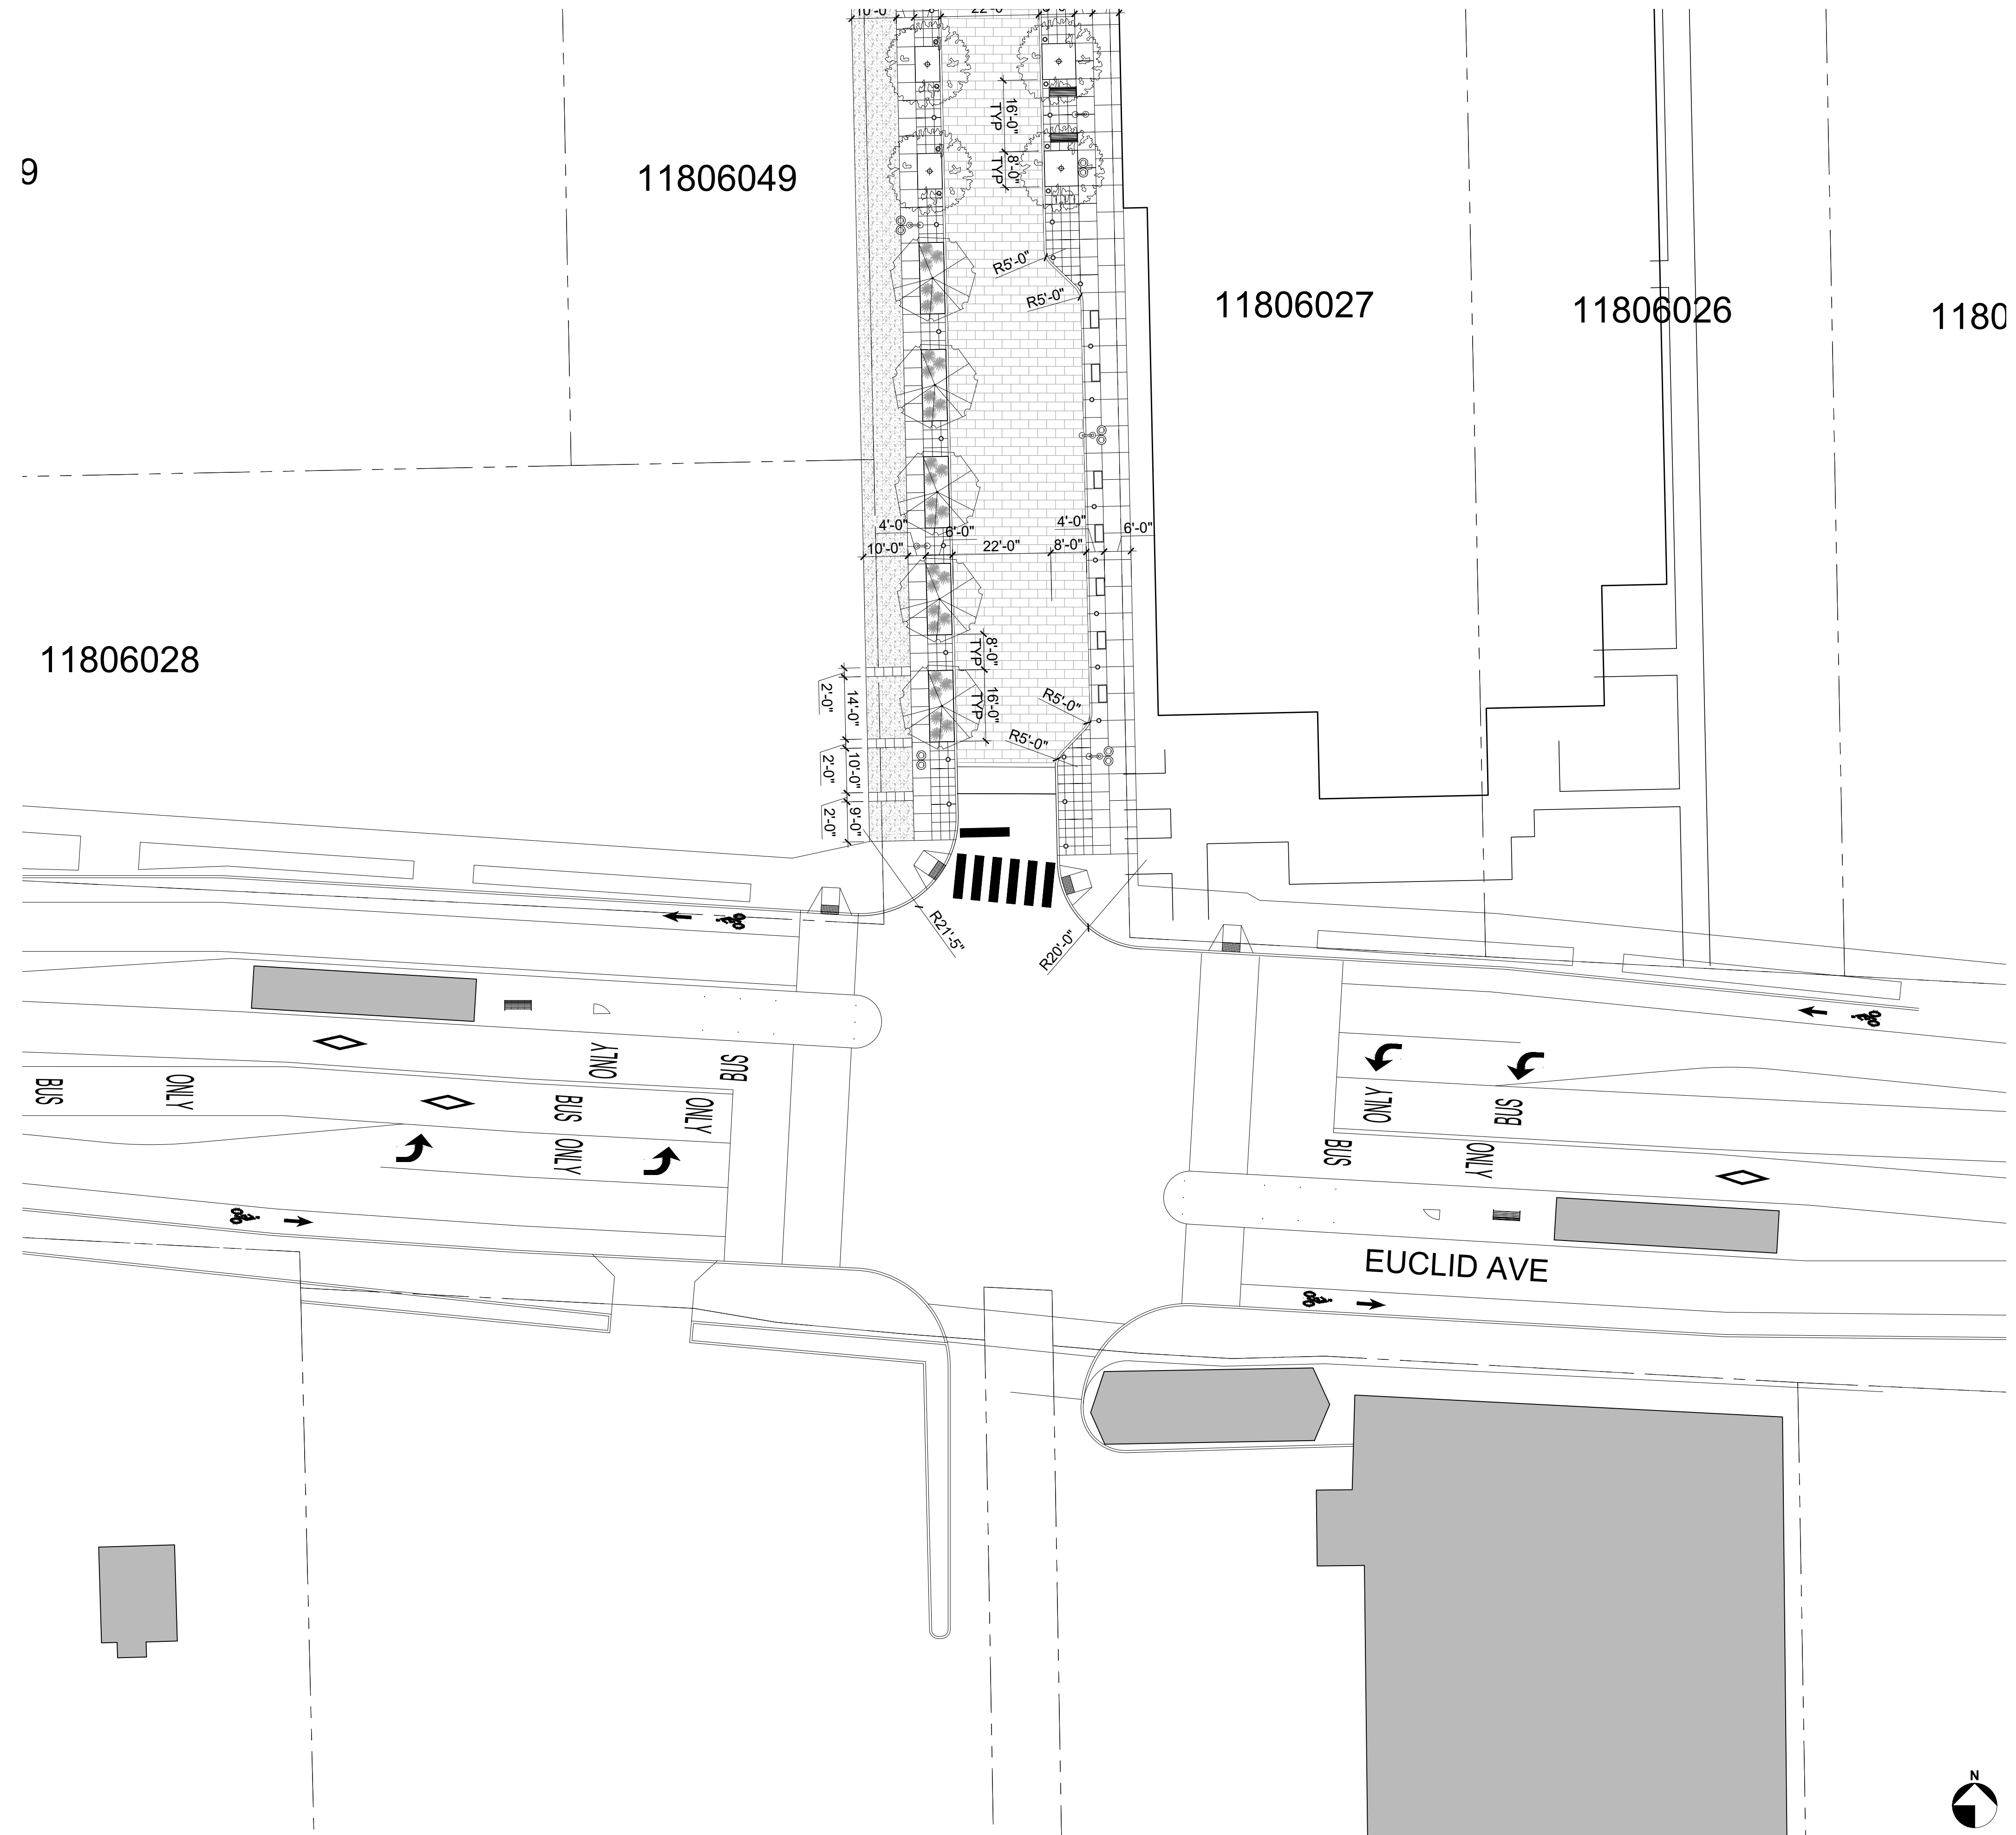 10'-0"
22'-0"
16'-0"
TYP
8'-0"
TYP
9
11806049
R5'-0"
R5'-0"
11806027
11806026
1180
4'-0"
6'-0"
4'-0"
6'-0"
10'-0"
22'-0"
8'-0"
11806028
8'-0"
TYP
16'-0"
TYP
2'-0"
14'-0"
R5'-0"
R5'-0"
2'-0"
10'-0"
2'-0"
9'-0"
R21'-5"
R20'-0"
ONLY
BUS
BUS
ONLY
BUS
ONLY
ONLY
ONLY
BUS
BUS
ONLY
EUCLID AVE
N